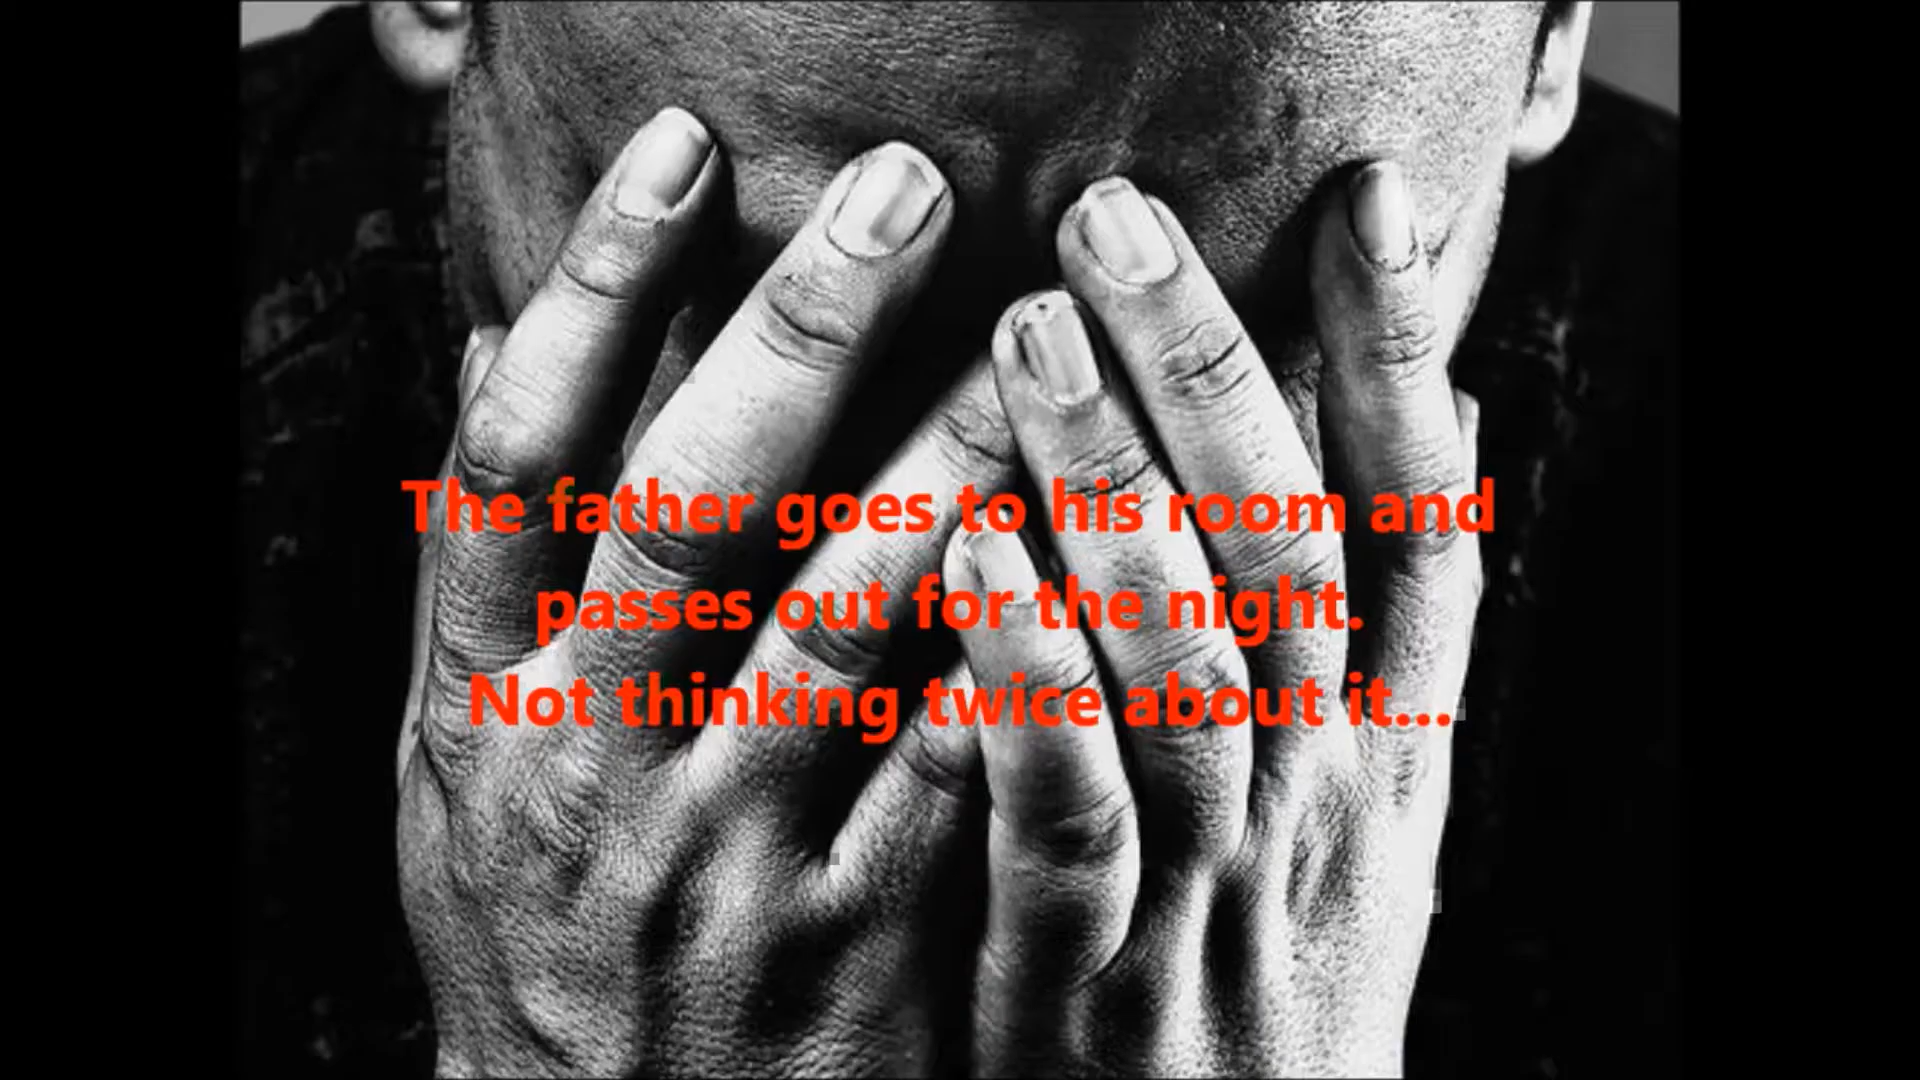 The father goes to his room and
passes out for the night.
Not thinking twice about it...